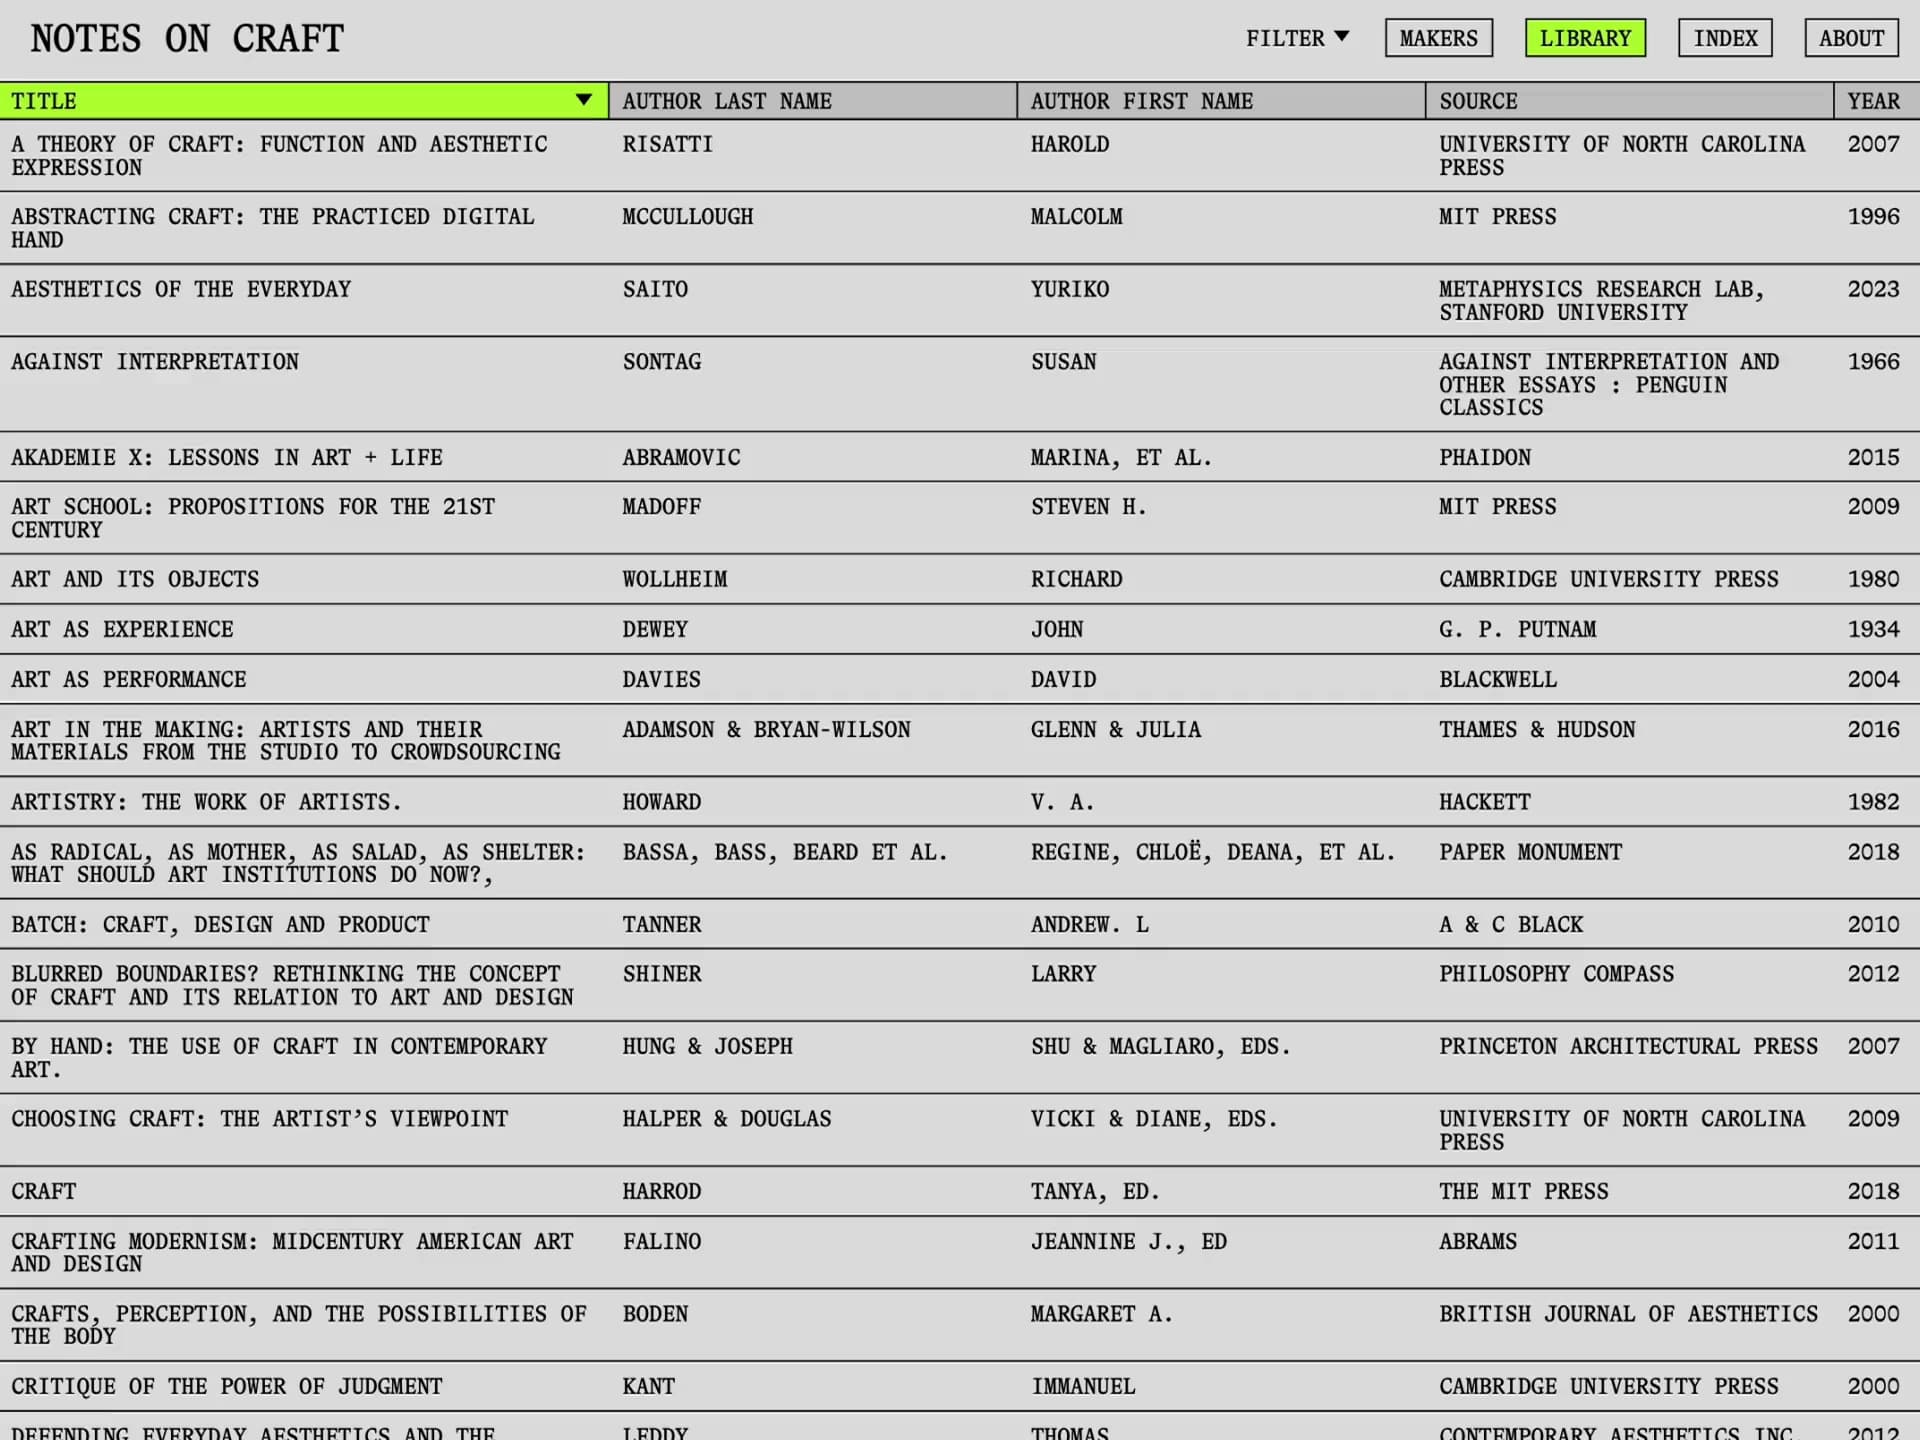 NOTES ON CRAFT
FILTER ▼ MAKERS LIBRARY INDEX ABOUT
TITLE ▼ AUTHOR LAST NAME AUTHOR FIRST NAME SOURCE YEAR
A THEORY OF CRAFT: FUNCTION AND AESTHETIC RISATTI HAROLD UNIVERSITY OF NORTH CAROLINA 2007
EXPRESSION PRESS
ABSTRACTING CRAFT: THE PRACTICED DIGITAL MCCULLOUGH MALCOLM MIT PRESS 1996
HAND
AESTHETICS OF THE EVERYDAY SAITO YURIKO METAPHYSICS RESEARCH LAB, 2023
STANFORD UNIVERSITY
AGAINST INTERPRETATION SONTAG SUSAN AGAINST INTERPRETATION AND 1966
OTHER ESSAYS : PENGUIN
CLASSICS
AKADEMIE X: LESSONS IN ART + LIFE ABRAMOVIC MARINA, ET AL. PHAIDON 2015
ART SCHOOL: PROPOSITIONS FOR THE 21ST MADOFF STEVEN H. MIT PRESS 2009
CENTURY
ART AND ITS OBJECTS WOLLHEIM RICHARD CAMBRIDGE UNIVERSITY PRESS 1980
ART AS EXPERIENCE DEWEY JOHN G. P. PUTNAM 1934
ART AS PERFORMANCE DAVIES DAVID BLACKWELL 2004
ART IN THE MAKING: ARTISTS AND THEIR ADAMSON & BRYAN-WILSON GLENN & JULIA THAMES & HUDSON 2016
MATERIALS FROM THE STUDIO TO CROWDSOURCING
ARTISTRY: THE WORK OF ARTISTS. HOWARD V. A. HACKETT 1982
AS RADICAL, AS MOTHER, AS SALAD, AS SHELTER: BASSA, BASS, BEARD ET AL. REGINE, CHLOË, DEANA, ET AL. PAPER MONUMENT 2018
WHAT SHOULD ART INSTITUTIONS DO NOW?,
BATCH: CRAFT, DESIGN AND PRODUCT TANNER ANDREW. L A & C BLACK 2010
BLURRED BOUNDARIES? RETHINKING THE CONCEPT SHINER LARRY PHILOSOPHY COMPASS 2012
OF CRAFT AND ITS RELATION TO ART AND DESIGN
BY HAND: THE USE OF CRAFT IN CONTEMPORARY HUNG & JOSEPH SHU & MAGLIARO, EDS. PRINCETON ARCHITECTURAL PRESS 2007
ART.
CHOOSING CRAFT: THE ARTIST’S VIEWPOINT HALPER & DOUGLAS VICKI & DIANE, EDS. UNIVERSITY OF NORTH CAROLINA 2009
PRESS
CRAFT HARROD TANYA, ED. THE MIT PRESS 2018
CRAFTING MODERNISM: MIDCENTURY AMERICAN ART FALINO JEANNINE J., ED ABRAMS 2011
AND DESIGN
CRAFTS, PERCEPTION, AND THE POSSIBILITIES OF BODEN MARGARET A. BRITISH JOURNAL OF AESTHETICS 2000
THE BODY
CRITIQUE OF THE POWER OF JUDGMENT KANT IMMANUEL CAMBRIDGE UNIVERSITY PRESS 2000
DEFENDING EVERYDAY AESTHETICS AND THE LEDDY THOMAS CONTEMPORARY AESTHETICS INC. 2012